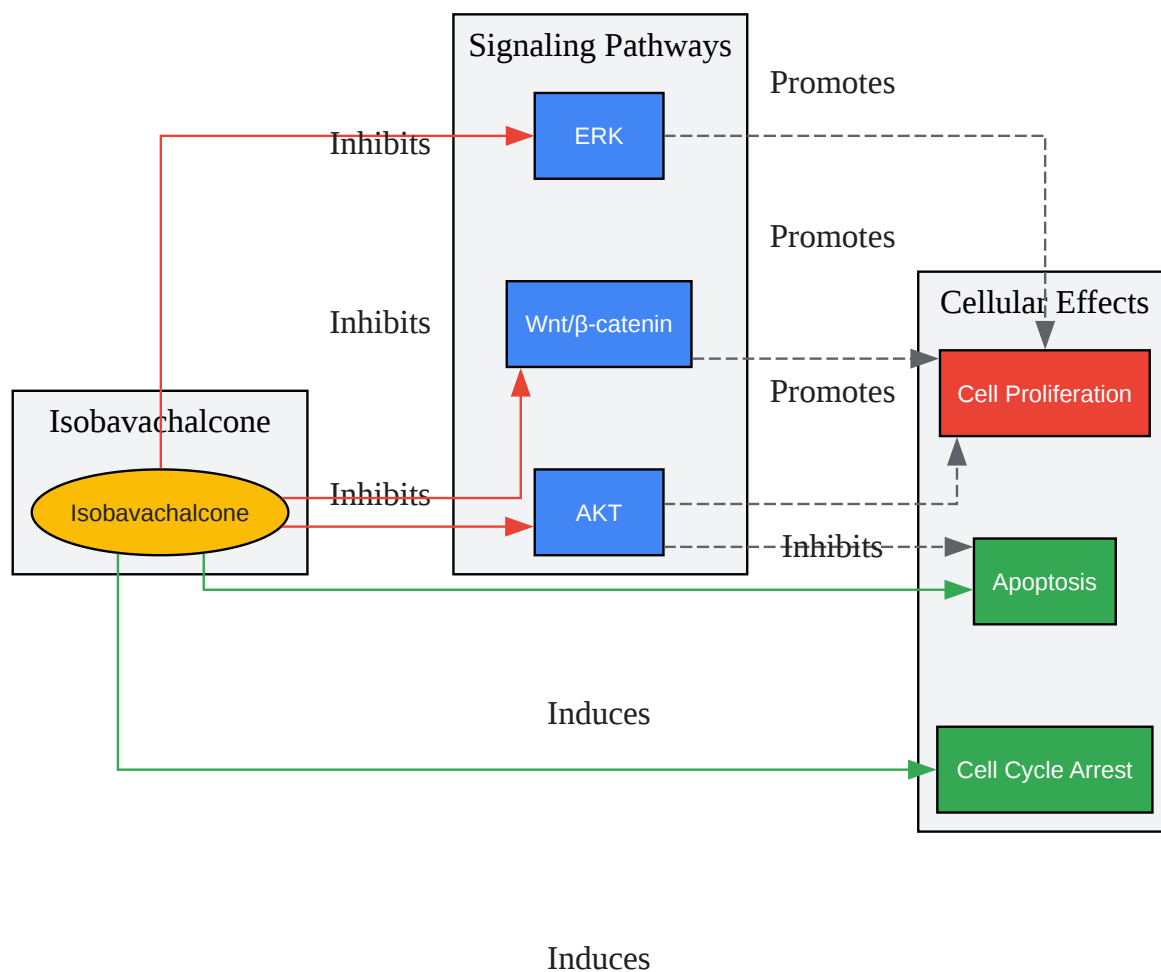 Signaling Pathways
Promotes
ERK
Inhibits
Promotes
Cellular Effects
Inhibits
Wnt/β-catenin
Promotes
Cell Proliferation
Isobavachalcone
Inhibits
Isobavachalcone
AKT
Inhibits
Apoptosis
Induces
Cell Cycle Arrest
Induces